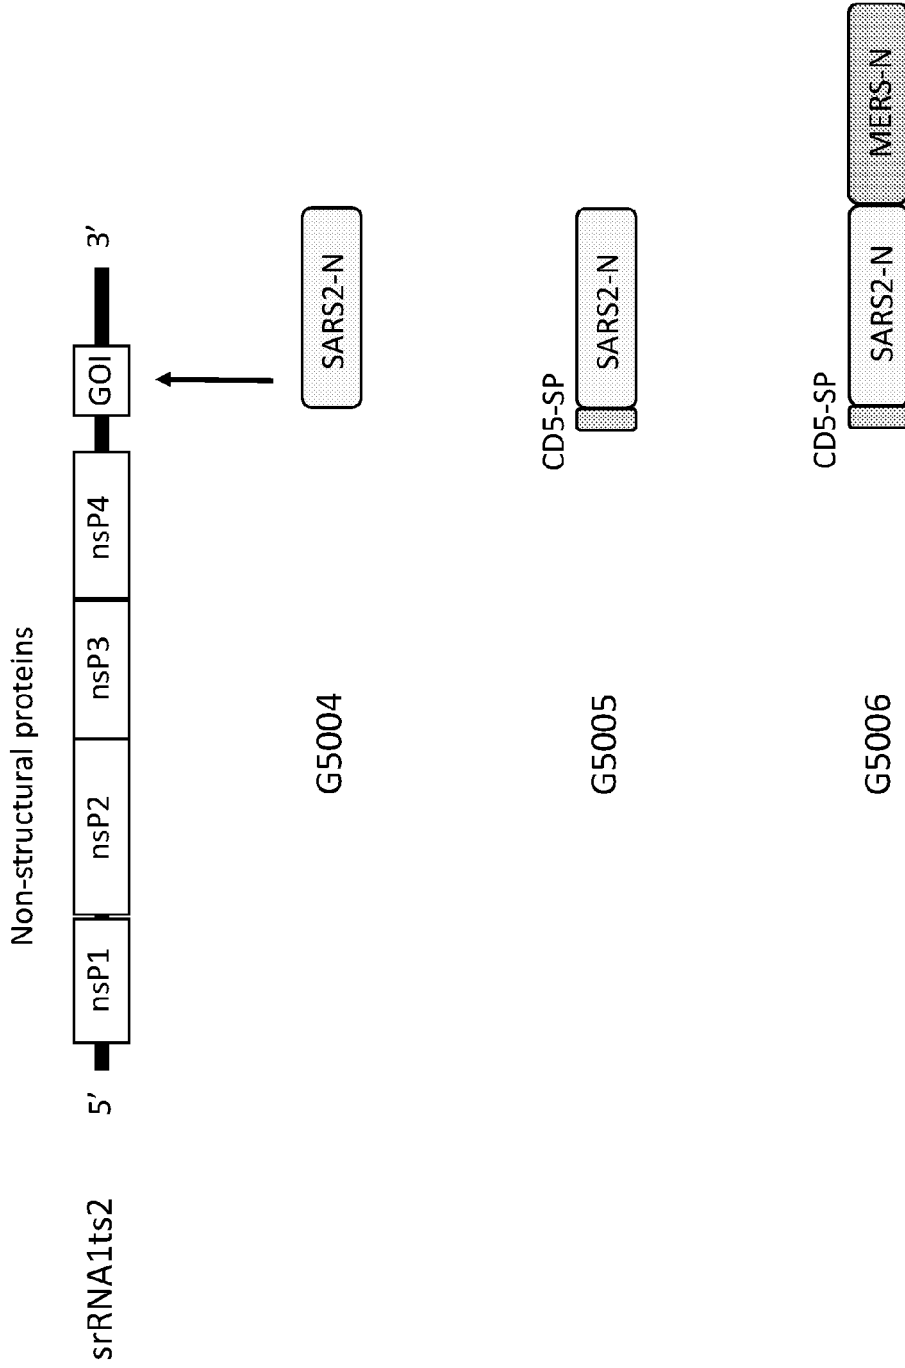 Non-structural proteins
srRNA1ts2
5'
nsP1
nsP2
nsP3
nsP4
GOI
3'
G5004
SARS2-N
CD5-SP
G5005
SARS2-N
CD5-SP
G5006
SARS2-N
MERS-N